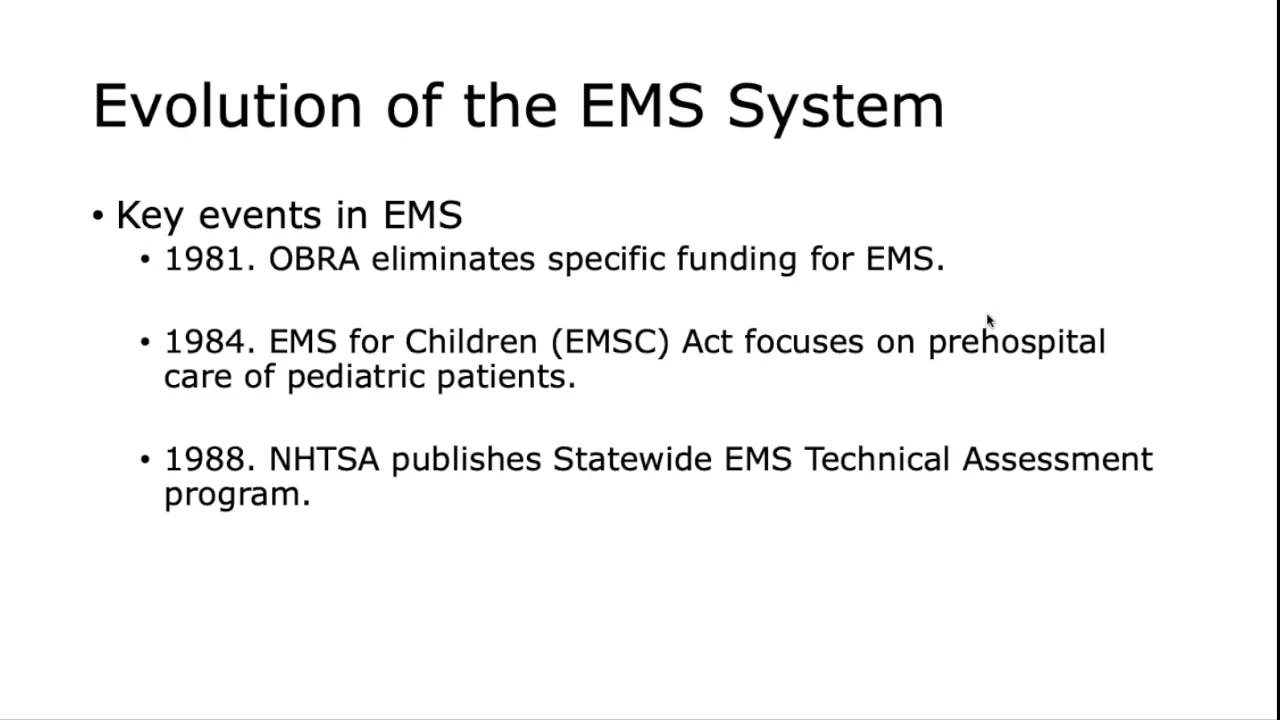 Evolution of the EMS System
• Key events in EMS
• 1981. OBRA eliminates specific funding for EMS.
• 1984. EMS for Children (EMSC) Act focuses on prehospital
care of pediatric patients.
• 1988. NHTSA publishes Statewide EMS Technical Assessment
program.